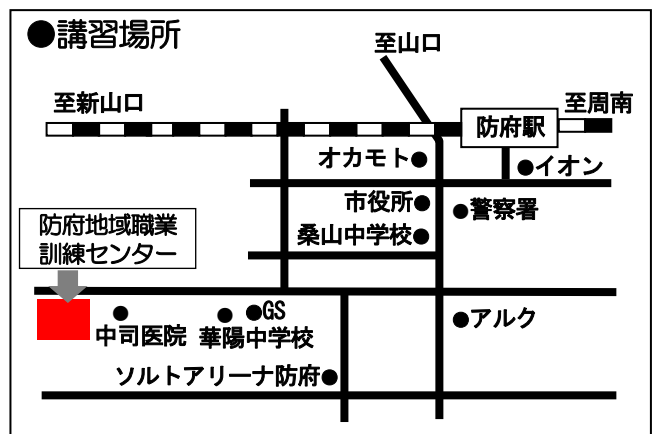 ●講習場所
至山口
至新山口
至周南
防府駅
オカモト●
●イオン
市役所●
●警察署
桑山中学校●
防府地域職業
訓練センター
●GS
中司医院
華陽中学校
●アルク
ソルトアリーナ防府●